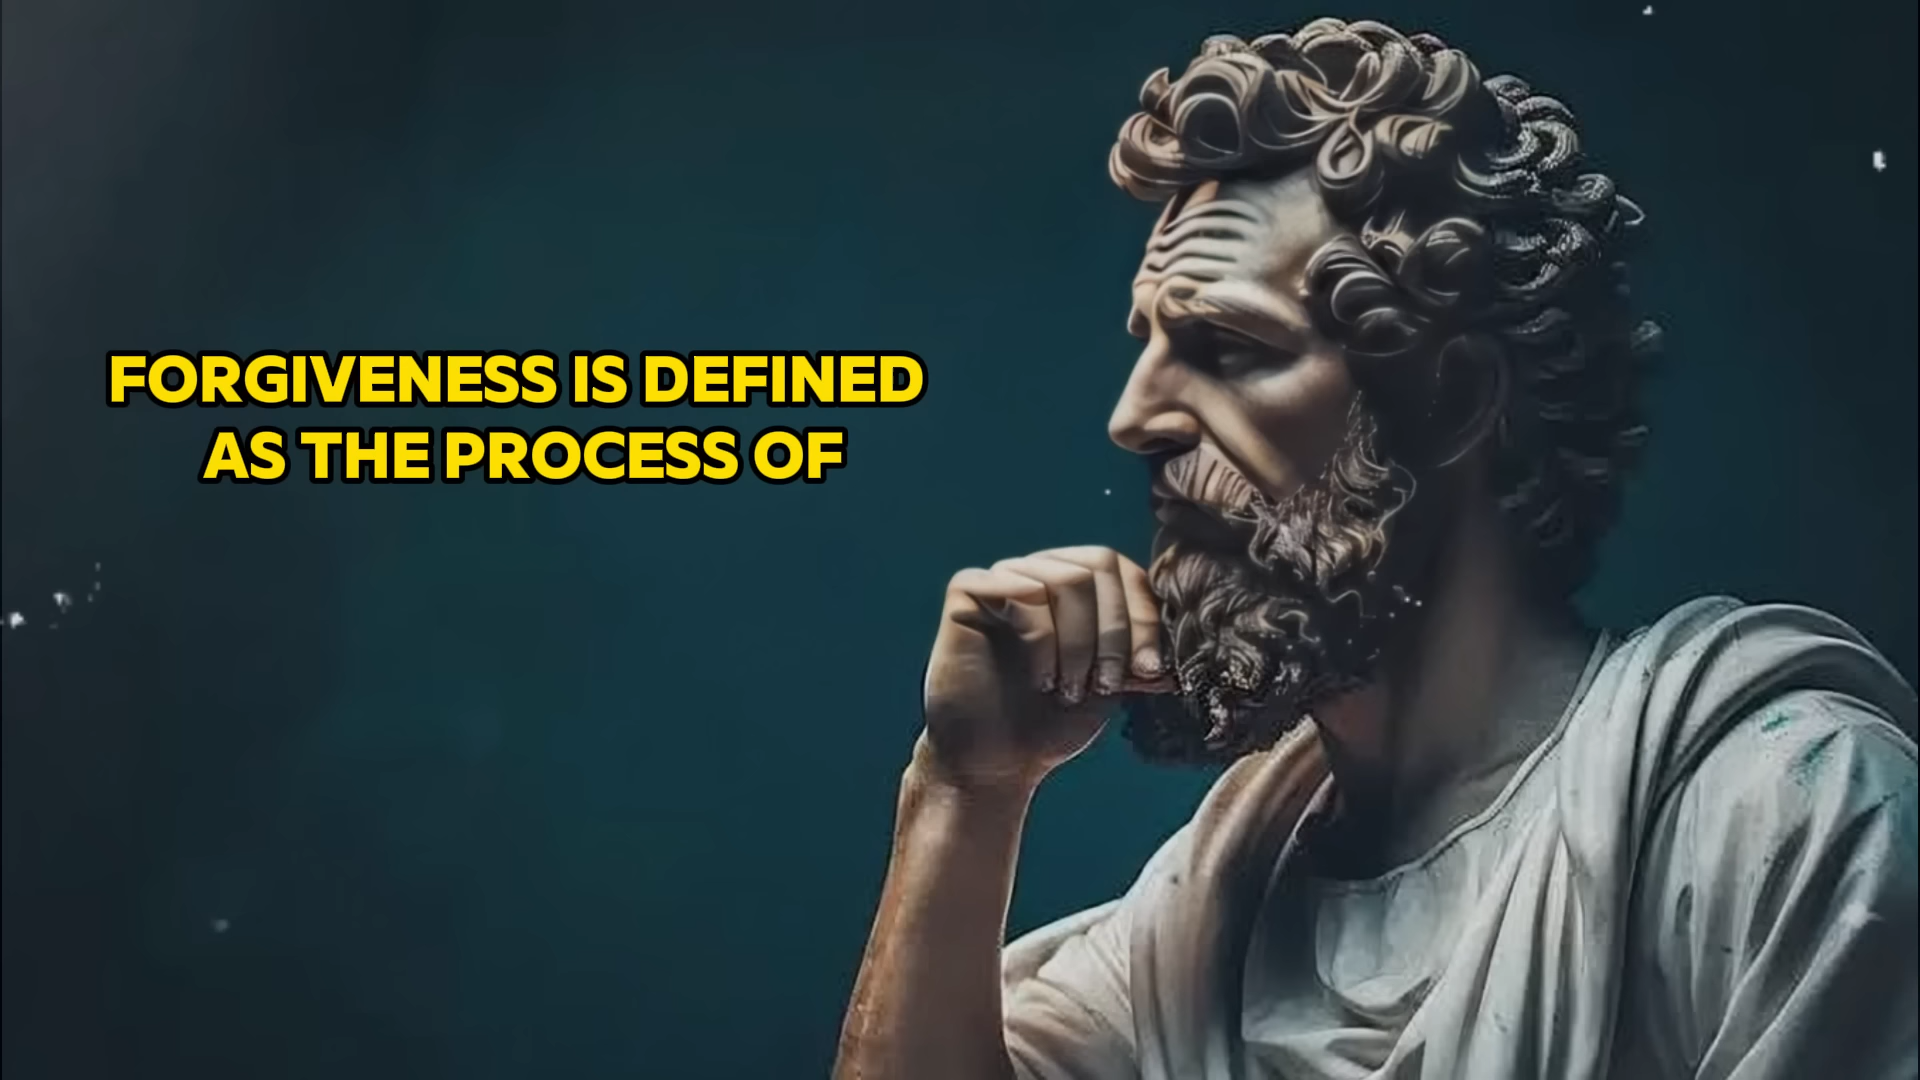 FORGIVENESS IS DEFINED
AS THE PROCESS OF